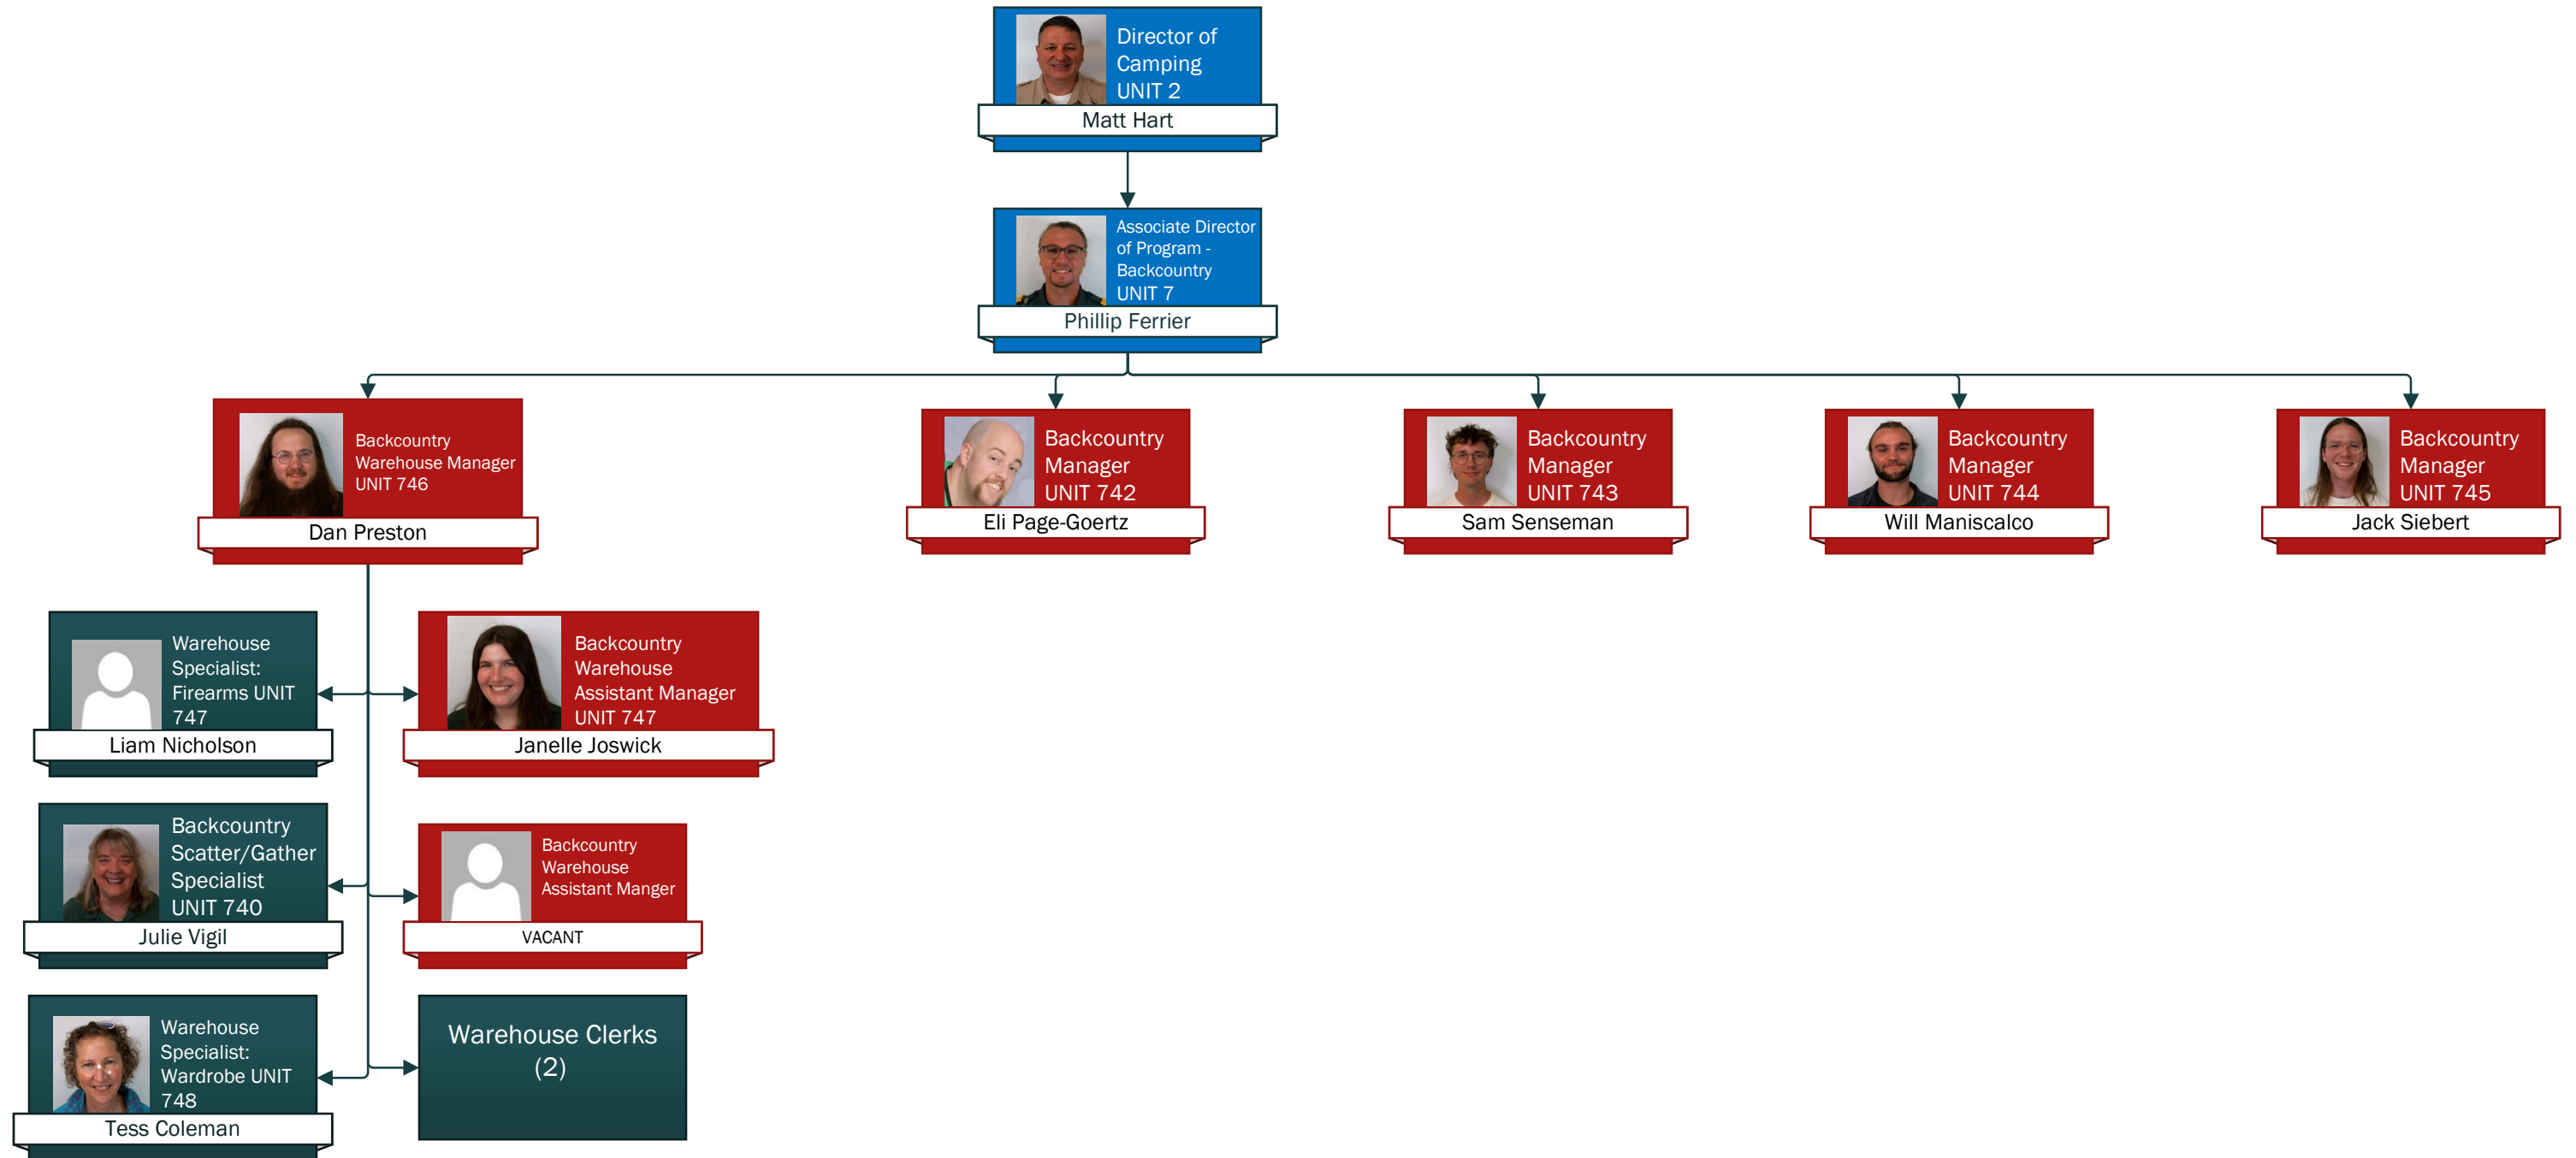 Director of
Camping
UNIT 2
Matt Hart
Associate Director
of Program -
Backcountry
UNIT 7
Phillip Ferrier
Backcountry
Warehouse Manager
UNIT 746
Dan Preston
Backcountry
Manager
UNIT 742
Eli Page-Goertz
Backcountry
Manager
UNIT 743
Sam Senseman
Backcountry
Manager
UNIT 744
Will Maniscalco
Backcountry
Manager
UNIT 745
Jack Siebert
Warehouse
Specialist:
Firearms UNIT
747
Liam Nicholson
Backcountry
Warehouse
Assistant Manager
UNIT 747
Janelle Joswick
Backcountry
Scatter/Gather
Specialist
UNIT 740
Julie Vigil
Backcountry
Warehouse
Assistant Manger
VACANT
Warehouse
Specialist:
Wardrobe UNIT
748
Tess Coleman
Warehouse Clerks
(2)